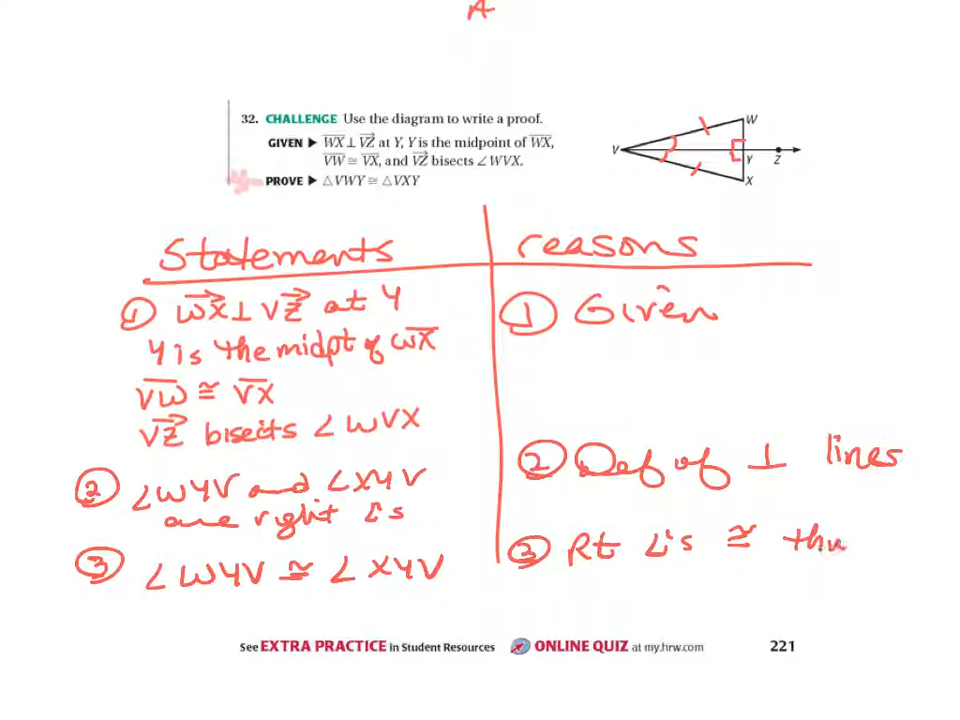 A
32. CHALLENGE Use the diagram to write a proof.
GIVEN ▶ WX ⊥ VZ at Y, Y is the midpoint of WX,
VW ≅ VX, and VZ bisects ∠WVX.
PROVE ▶ △VWY ≅ △VXY
W
V
Y
Z
X
Statements
reasons
① WX ⊥ VZ at Y
Y is the midpt of WX
VW ≅ VX
VZ bisects ∠WVX
① Given
② ∠WYV and ∠XYV
are right ∠s
② Def of ⊥ lines
③ ∠WYV ≅ ∠XYV
③ Rt ∠'s ≅ thm
See EXTRA PRACTICE in Student Resources
ONLINE QUIZ at my.hrw.com
221